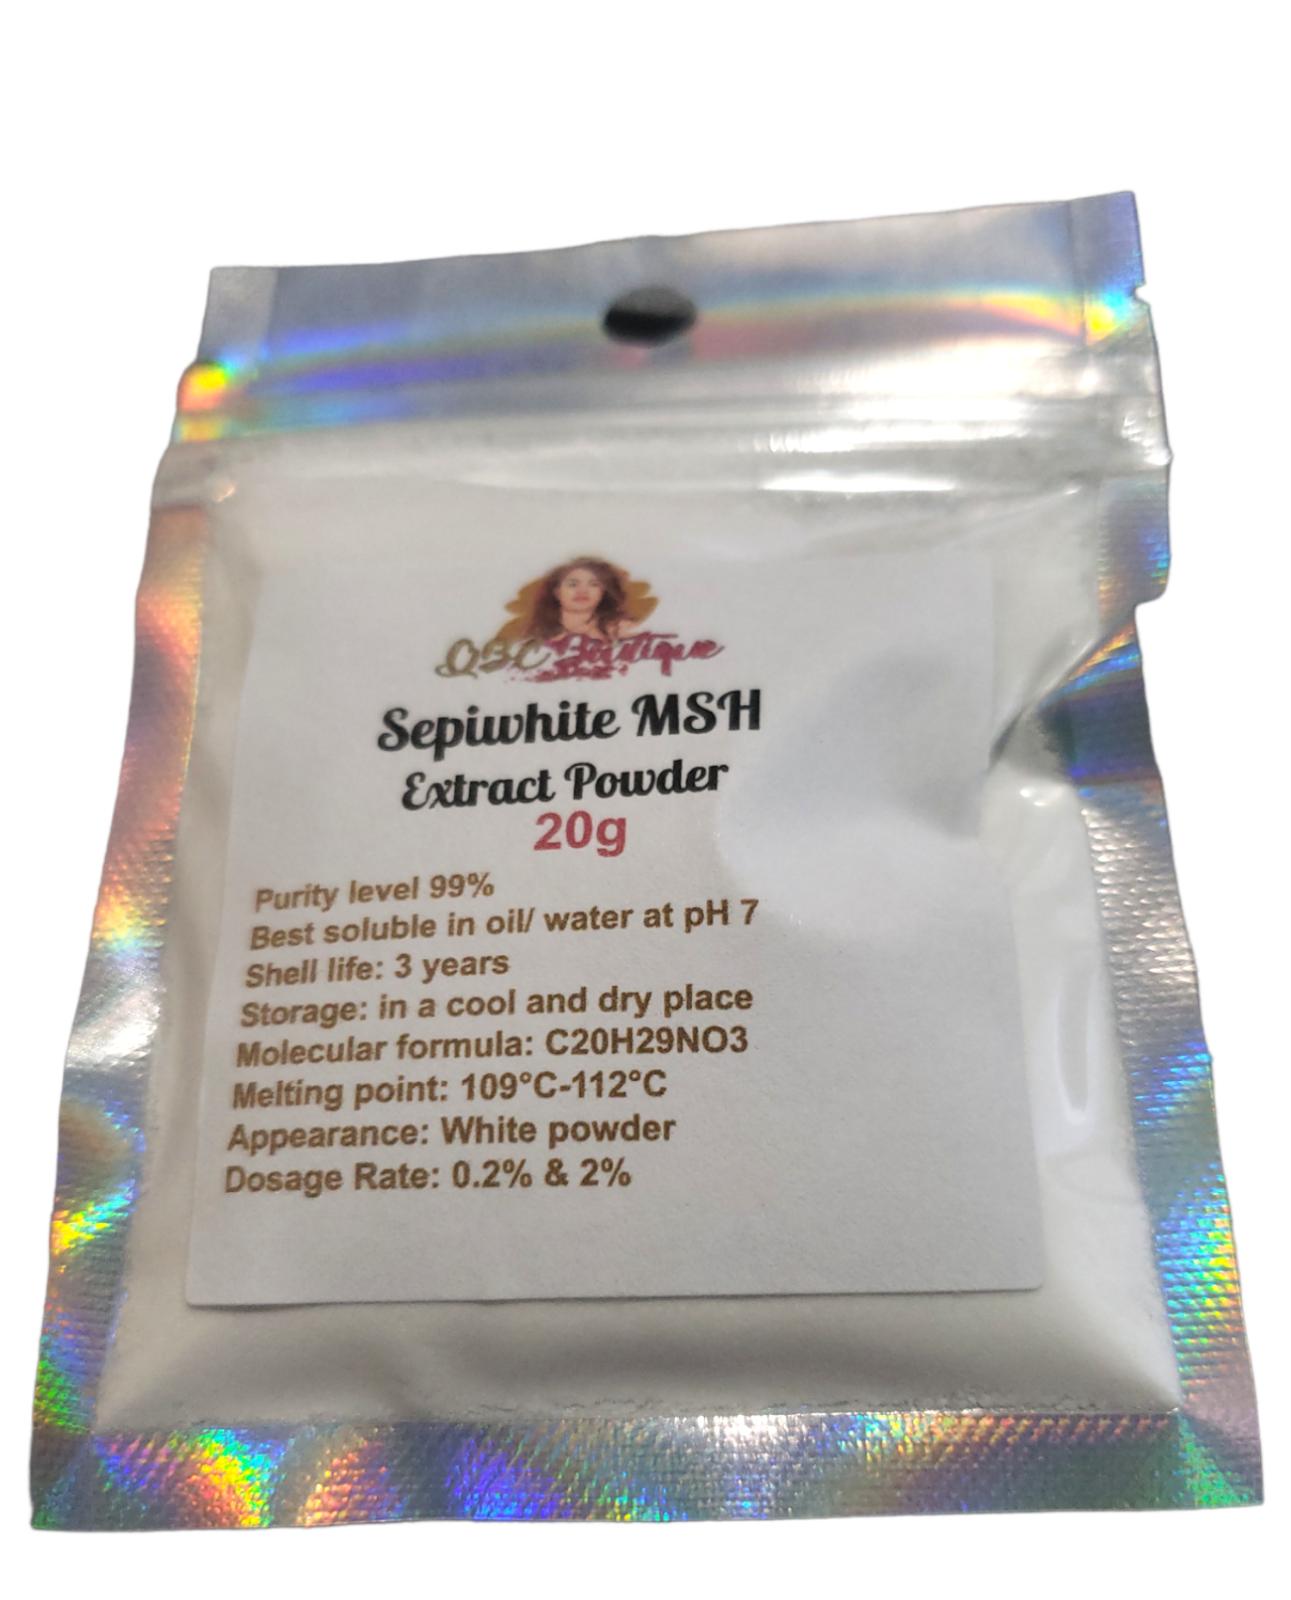 QBC Boutique
Sepiwhite MSH
Extract Powder
20g
Purity level 99%
Best soluble in oil/ water at pH 7
Shell life: 3 years
Storage: in a cool and dry place
Molecular formula: C20H29NO3
Melting point: 109°C-112°C
Appearance: White powder
Dosage Rate: 0.2% & 2%